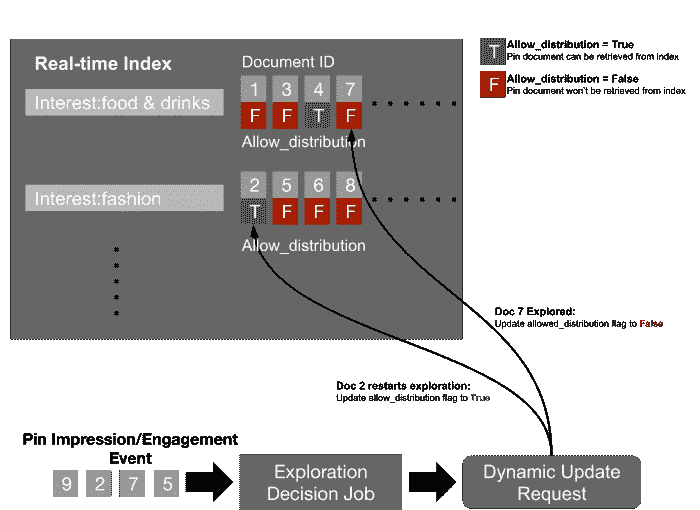 Real-time Index
Document ID
T
Allow_distribution = True
Pin document can be retrieved from index
F
Allow_distribution = False
Pin document won't be retrieved from index
Interest:food & drinks
1 3 4 7
F F T F
Allow_distribution
Interest:fashion
2 5 6 8
T F F F
Allow_distribution
Doc 7 Explored:
Update allowed_distribution flag to False
Doc 2 restarts exploration:
Update allow_distribution flag to True
Pin Impression/Engagement
Event
9 2 7 5
Exploration
Decision Job
Dynamic Update
Request